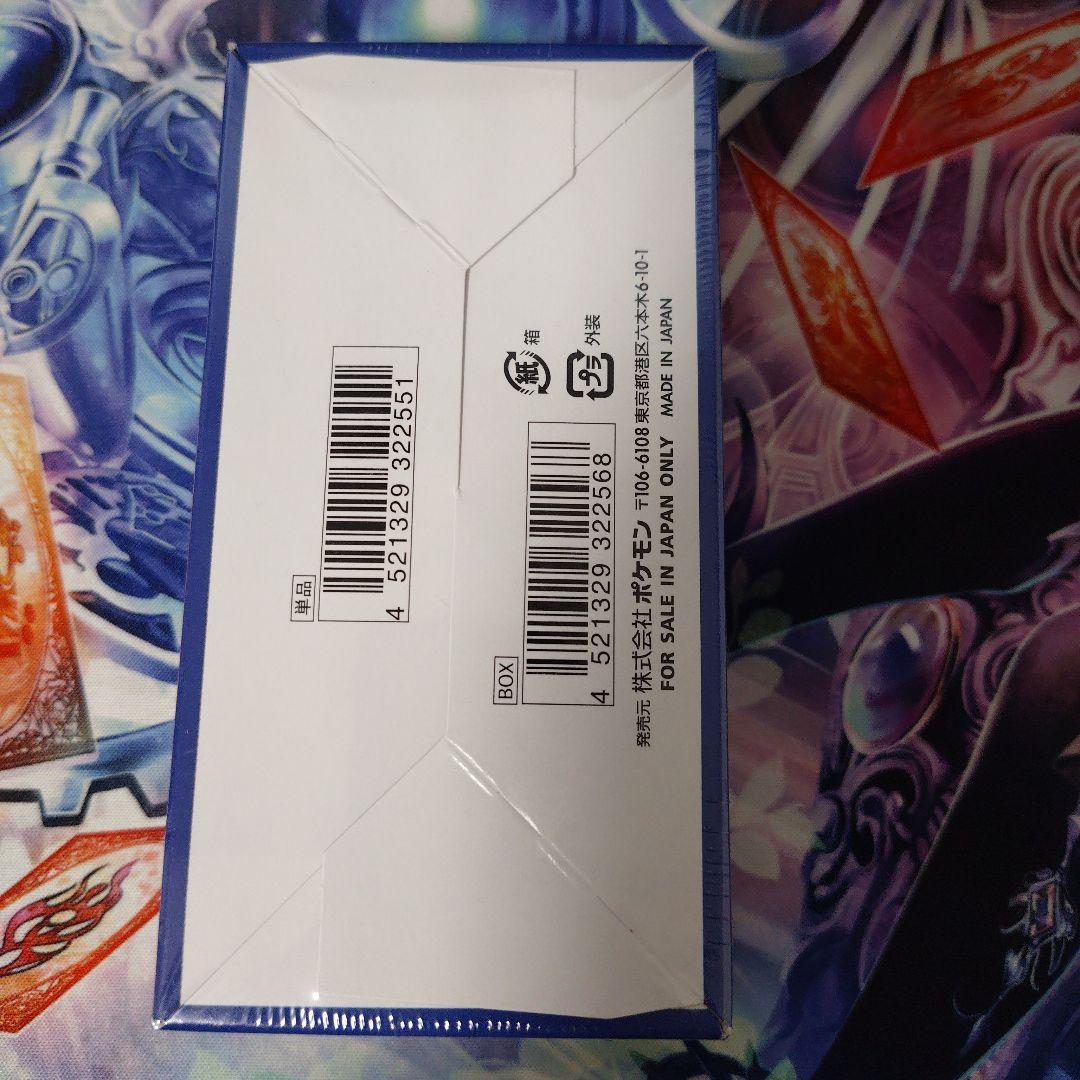 単品
4 521329 322551
BOX
4 521329 322568
紙 箱
プラ 外装
発売元 株式会社 ポケモン 〒106-6108 東京都港区六本木6-10-1
FOR SALE IN JAPAN ONLY MADE IN JAPAN